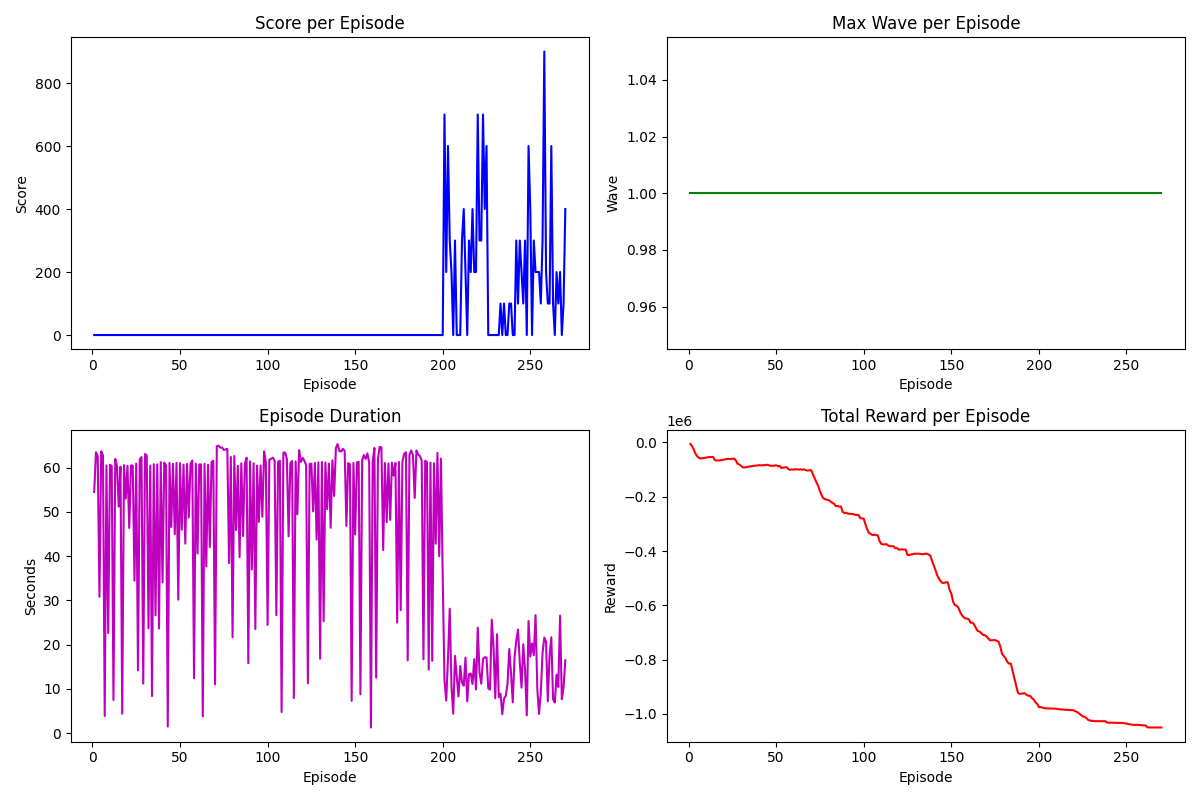 Score per Episode
Score
800
600
400
200
0
0 50 100 150 200 250
Episode
Max Wave per Episode
Wave
1.04
1.02
1.00
0.98
0.96
0 50 100 150 200 250
Episode
Episode Duration
Seconds
60
50
40
30
20
10
0
0 50 100 150 200 250
Episode
Total Reward per Episode
1e6
Reward
0.0
−0.2
−0.4
−0.6
−0.8
−1.0
0 50 100 150 200 250
Episode